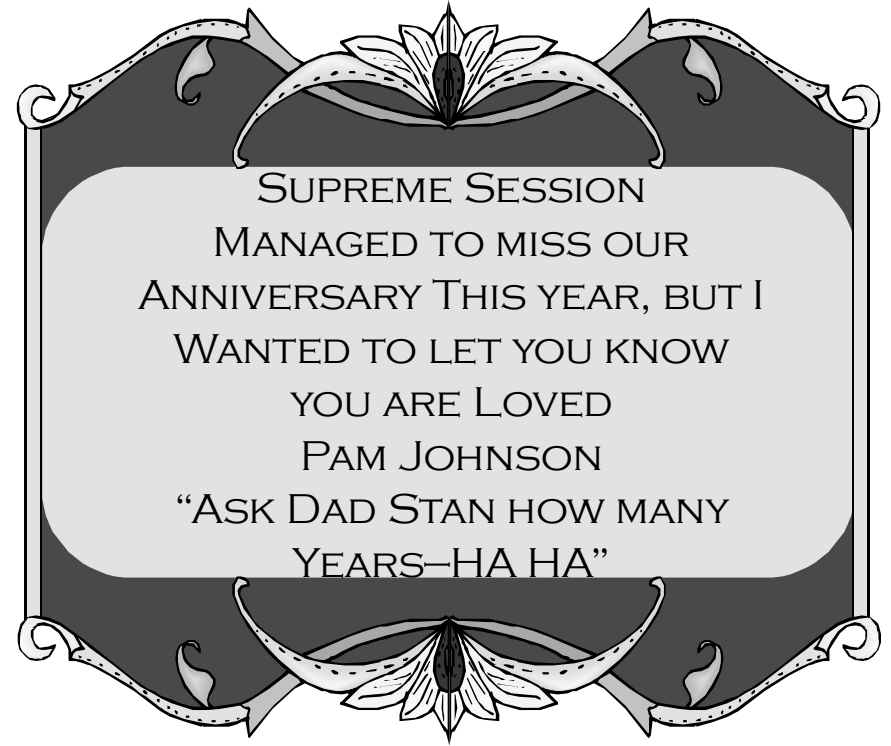 Supreme Session
Managed to miss our
Anniversary This year, but I
Wanted to let you know
you are Loved
Pam Johnson
“Ask Dad Stan how many
Years—HA HA”